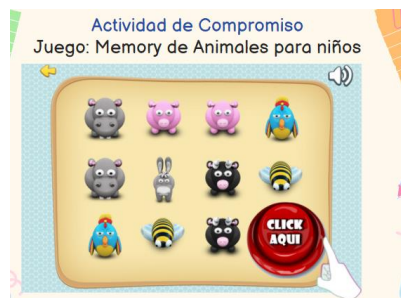 Actividad de Compromiso
Juego: Memory de Animales para niños
CLICK
AQUI